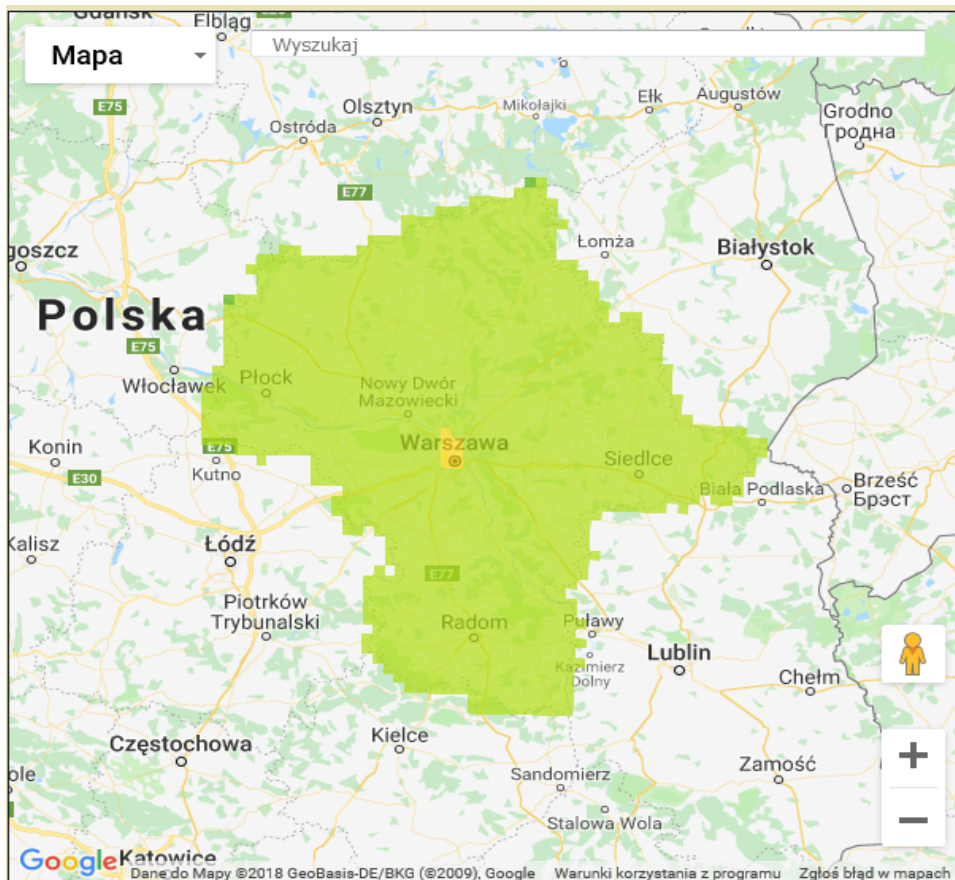 Gdańsk
Elbląg
Mapa
Wyszukaj
E75
Olsztyn
Mikołajki
Ełk
Augustów
Ostróda
Grodno
Гродна
E77
Łomża
Białystok
goszcz
Polska
E75
Włocławek
Płock
Nowy Dwór
Mazowiecki
Warszawa
Konin
E75
Kutno
E30
Siedlce
Biała Podlaska
Brześć
Брэст
Kalisz
Łódź
E77
Piotrków
Trybunalski
Radom
Puławy
Kazimierz
Dolny
Lublin
Chełm
Częstochowa
Kielce
ole
Sandomierz
Zamość
Stalowa Wola
Google
Katowice
Dane do Mapy ©2018 GeoBasis-DE/BKG (©2009), Google
Warunki korzystania z programu
Zgłoś błąd w mapach